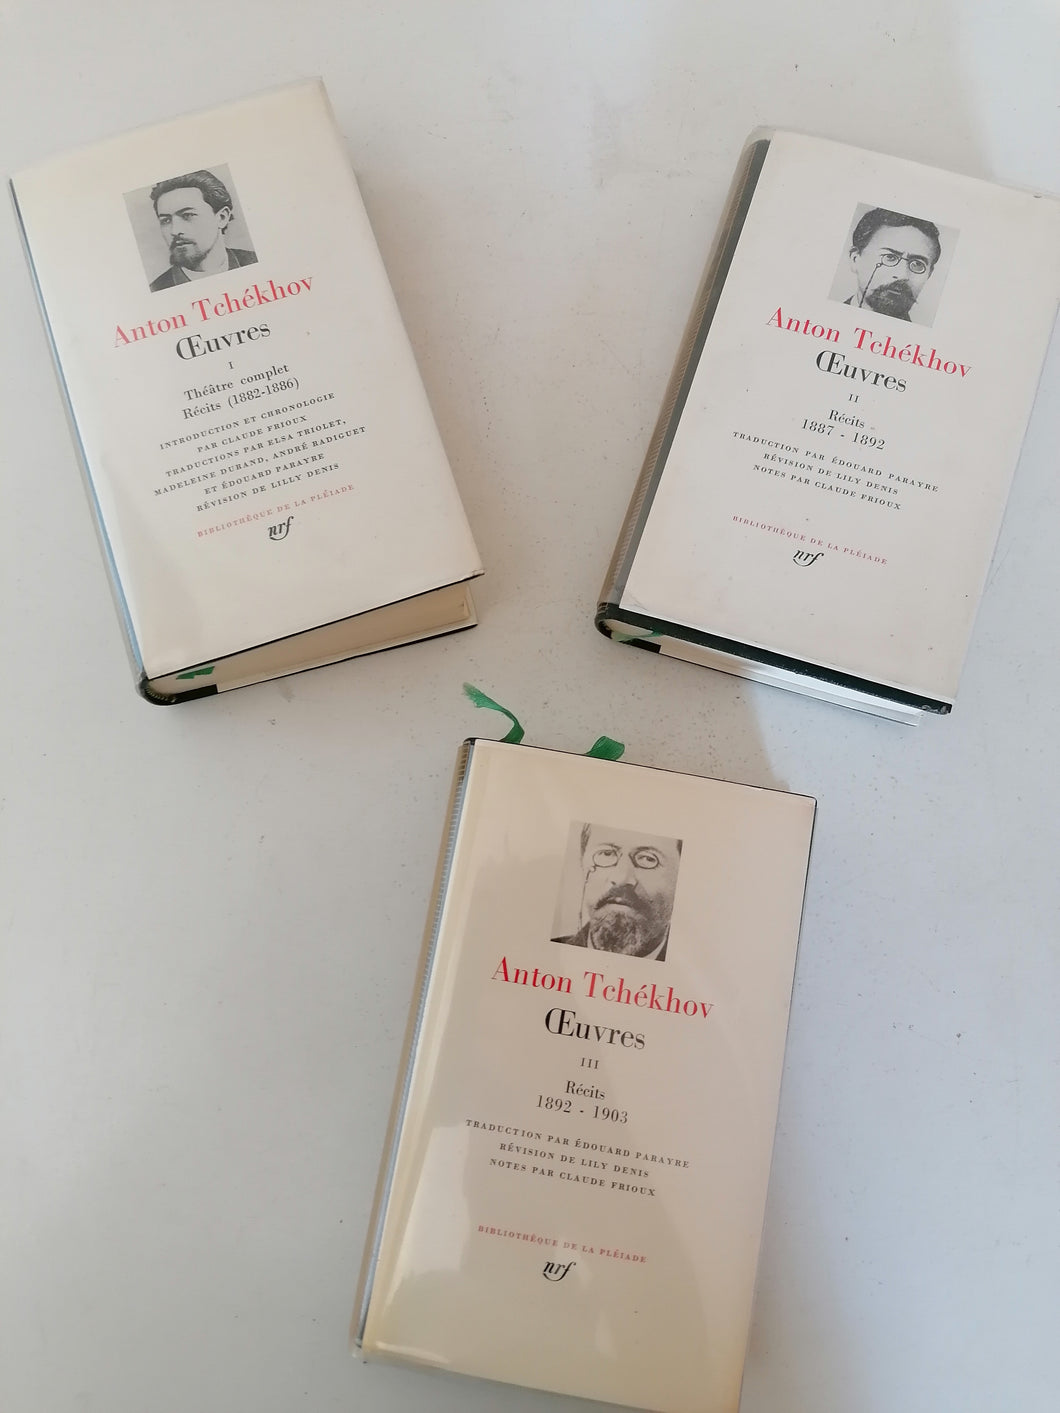 Anton Tchékhov
Œuvres
I
Théâtre complet
Récits (1882-1886)
INTRODUCTION ET CHRONOLOGIE
PAR CLAUDE FRIOUX
TRADUCTIONS PAR ELSA TRIOLET,
MADELEINE DURAND, ANDRÉ RADIGUET
ET ÉDOUARD PARAYRE
RÉVISION DE LILLY DENIS
BIBLIOTHÈQUE DE LA PLÉIADE
nrf
Anton Tchékhov
Œuvres
II
Récits
1887 - 1892
TRADUCTION PAR ÉDOUARD PARAYRE
RÉVISION DE LILY DENIS
NOTES PAR CLAUDE FRIOUX
BIBLIOTHÈQUE DE LA PLÉIADE
nrf
Anton Tchékhov
Œuvres
III
Récits
1892 - 1903
TRADUCTION PAR ÉDOUARD PARAYRE
RÉVISION DE LILY DENIS
NOTES PAR CLAUDE FRIOUX
BIBLIOTHÈQUE DE LA PLÉIADE
nrf